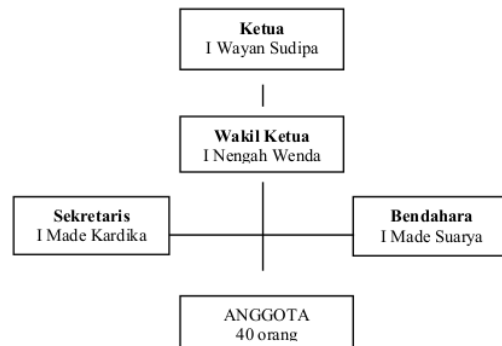 Ketua
I Wayan Sudipa
Wakil Ketua
I Nengah Wenda
Sekretaris
I Made Kardika
Bendahara
I Made Suarya
ANGGOTA
40 orang